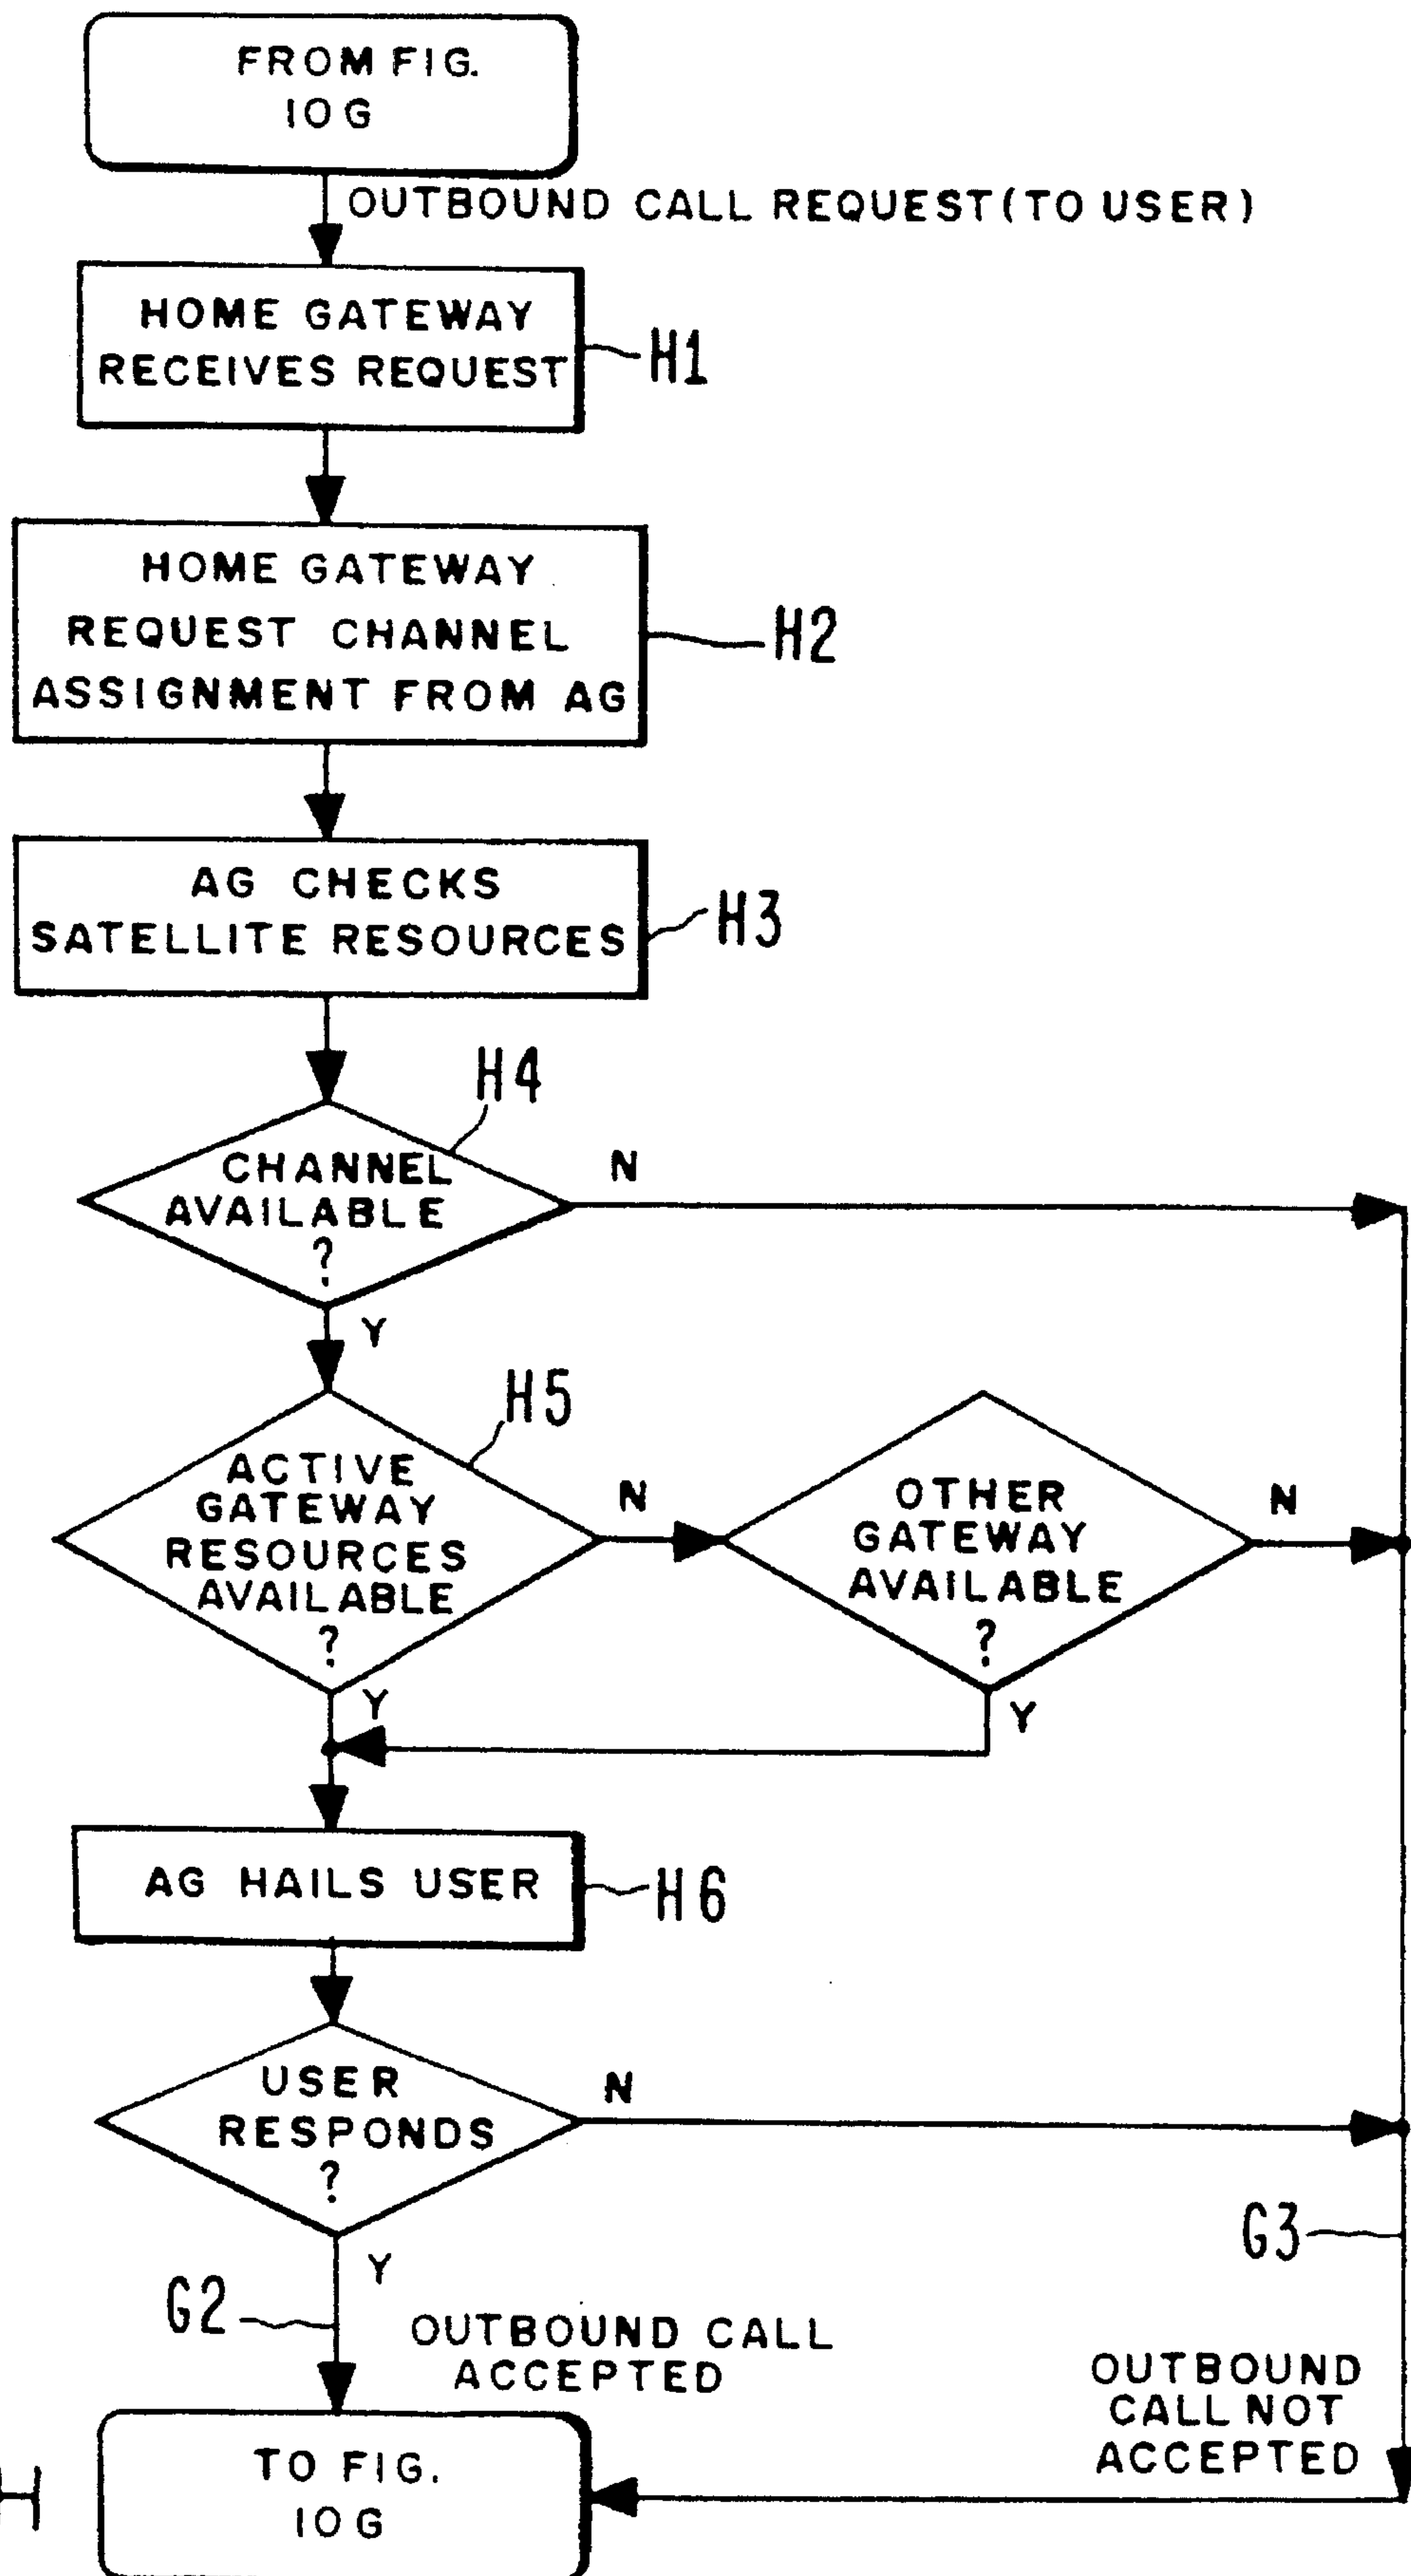 FROM FIG.
10G
OUTBOUND CALL REQUEST (TO USER)
HOME GATEWAY
RECEIVES REQUEST
H1
HOME GATEWAY
REQUEST CHANNEL
ASSIGNMENT FROM AG
H2
AG CHECKS
SATELLITE RESOURCES
H3
H4
CHANNEL
AVAILABLE
?
N
Y
H5
ACTIVE
GATEWAY
RESOURCES
AVAILABLE
?
N
OTHER
GATEWAY
AVAILABLE
?
N
Y
Y
AG HAILS USER
H6
USER
RESPONDS
?
N
Y
G3
G2
OUTBOUND CALL
ACCEPTED
OUTBOUND
CALL NOT
ACCEPTED
TO FIG.
10G